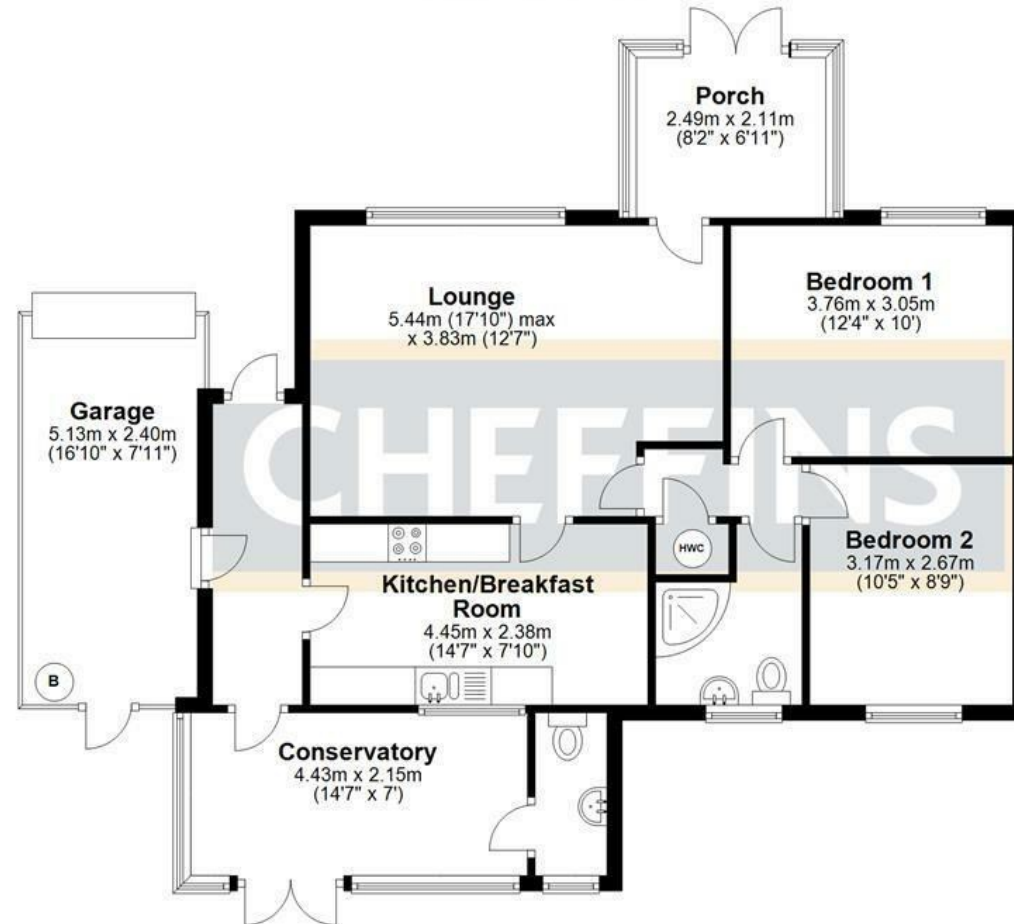 Porch
2.49m x 2.11m
(8'2" x 6'11")
Lounge
5.44m (17'10") max
x 3.83m (12'7")
Bedroom 1
3.76m x 3.05m
(12'4" x 10')
Garage
5.13m x 2.40m
(16'10" x 7'11")
CHEFFINS
HWC
Bedroom 2
3.17m x 2.67m
(10'5" x 8'9")
Kitchen/Breakfast
Room
4.45m x 2.38m
(14'7" x 7'10")
B
Conservatory
4.43m x 2.15m
(14'7" x 7')